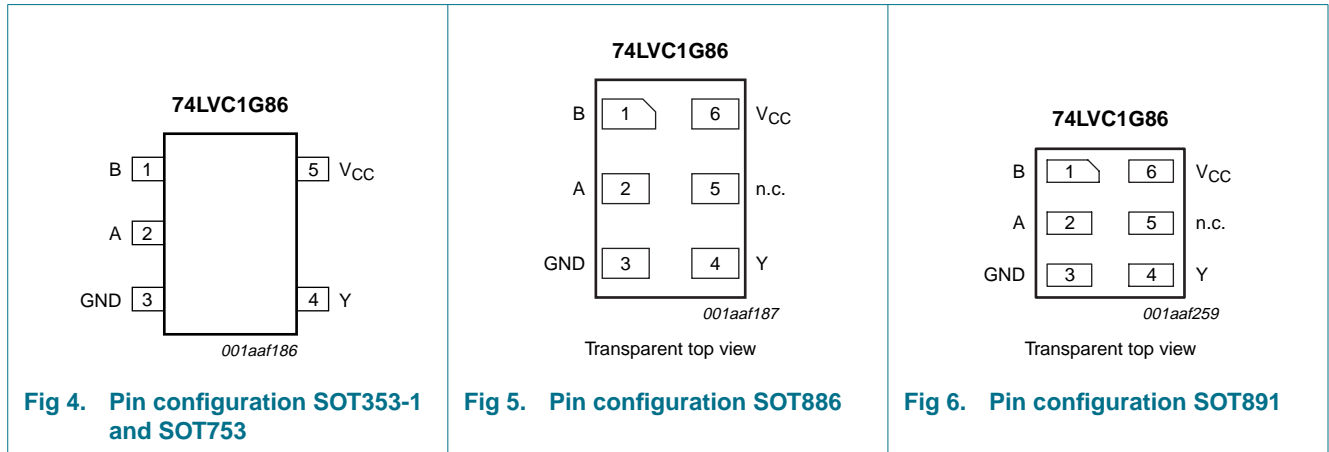 74LVC1G86
B 1 5 VCC
A 2
GND 3 4 Y
001aaf186
Fig 4. Pin configuration SOT353-1
and SOT753
74LVC1G86
B 1 6 VCC
A 2 5 n.c.
GND 3 4 Y
001aaf187
Transparent top view
Fig 5. Pin configuration SOT886
74LVC1G86
B 1 6 VCC
A 2 5 n.c.
GND 3 4 Y
001aaf259
Transparent top view
Fig 6. Pin configuration SOT891